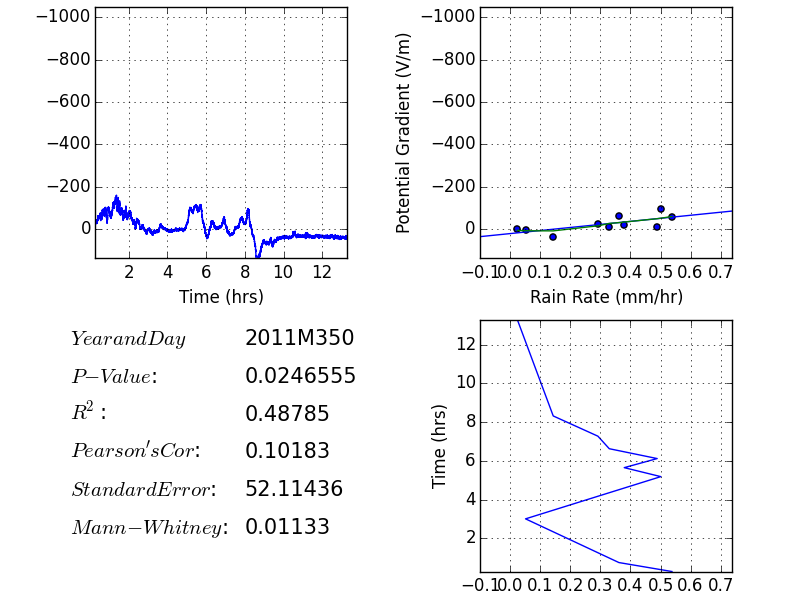 −1000
−800
−600
−400
−200
0
2 4 6 8 10 12
Time (hrs)
Potential Gradient (V/m)
−1000
−800
−600
−400
−200
0
−0.1 0.0 0.1 0.2 0.3 0.4 0.5 0.6 0.7
Rain Rate (mm/hr)
YearandDay 2011M350
P−Value: 0.0246555
R²: 0.48785
Pearson'sCor: 0.10183
StandardError: 52.11436
Mann−Whitney: 0.01133
Time (hrs)
12
10
8
6
4
2
−0.1 0.0 0.1 0.2 0.3 0.4 0.5 0.6 0.7